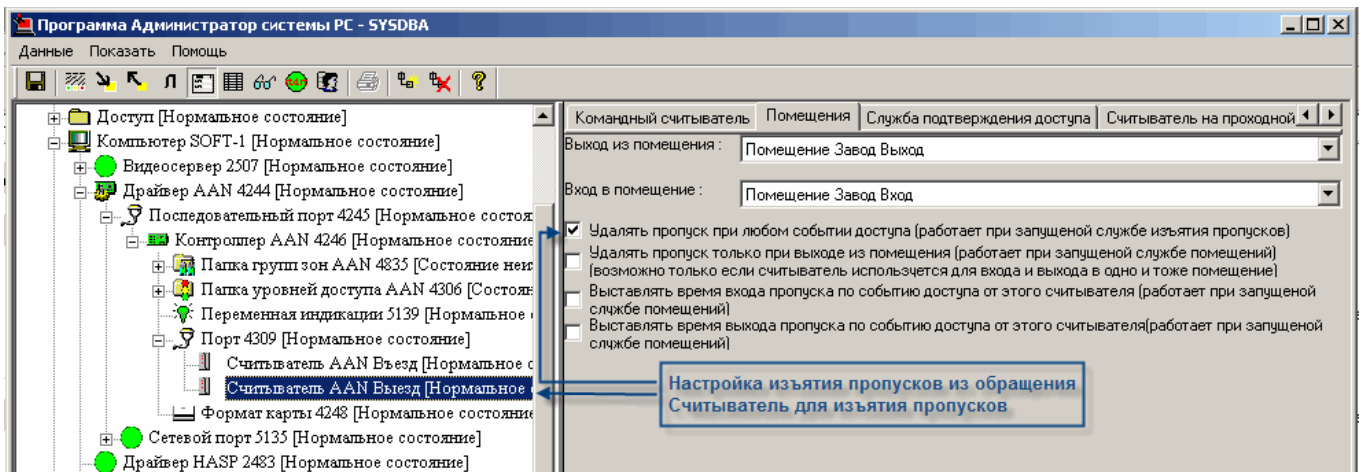 Программа Администратор системы PC - SYSDBA
Данные Показать Помощь
Л
Доступ [Нормальное состояние]
Компьютер SOFT-1 [Нормальное состояние]
Видеосервер 2507 [Нормальное состояние]
Драйвер AAN 4244 [Нормальное состояние]
Последовательный порт 4245 [Нормальное состоя
Контроллер AAN 4246 [Нормальное состояние
Папка групп зон AAN 4835 [Состояние неи
Папка уровней доступа AAN 4306 [Состоян
Переменная индикации 5139 [Нормальное
Порт 4309 [Нормальное состояние]
Считыватель AAN Въезд [Нормальное с
Считыватель AAN Выезд [Нормальное
Формат карты 4248 [Нормальное состояние
Сетевой порт 5135 [Нормальное состояние]
Драйвер HASP 2483 [Нормальное состояние]
Командный считыватель Помещения Служба подтверждения доступа Считыватель на проходной
Выход из помещения : Помещение Завод Выход
Вход в помещение : Помещение Завод Вход
Удалять пропуск при любом событии доступа (работает при запущеной службе изъятия пропусков)
Удалять пропуск только при выходе из помещения (работает при запущеной службе помещений)
(возможно только если считыватель используется для входа и выхода в одно и тоже помещение)
Выставлять время входа пропуска по событию доступа от этого считывателя (работает при запущеной
службе помещений)
Выставлять время выхода пропуска по событию доступа от этого считывателя(работает при запущеной
службе помещений)
Настройка изъятия пропусков из обращения
Считыватель для изъятия пропусков